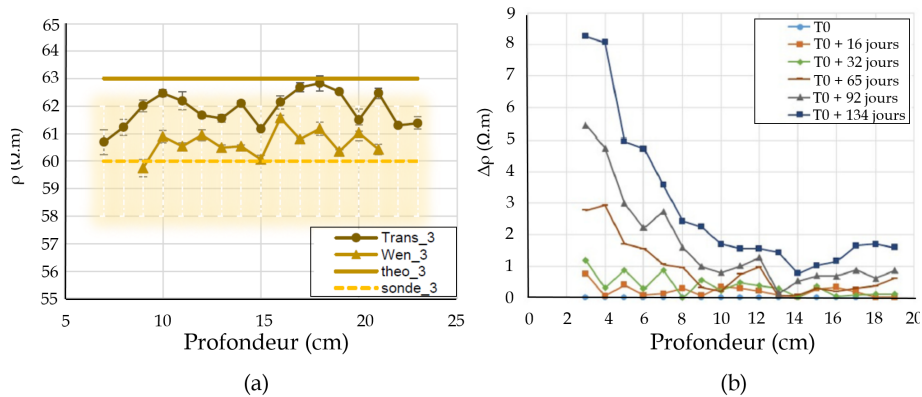 65
64
63
62
61
60
59
58
57
56
55
ρ (Ω.m)
5
15
20
25
Profondeur (cm)
Trans_3
Wen_3
theo_3
sonde_3
(a)
9
8
7
6
5
4
3
2
1
0
Δρ (Ω.m)
0
2
4
6
8
10
12
14
16
18
20
Profondeur (cm)
T0
T0 + 16 jours
T0 + 32 jours
T0 + 65 jours
T0 + 92 jours
T0 + 134 jours
(b)